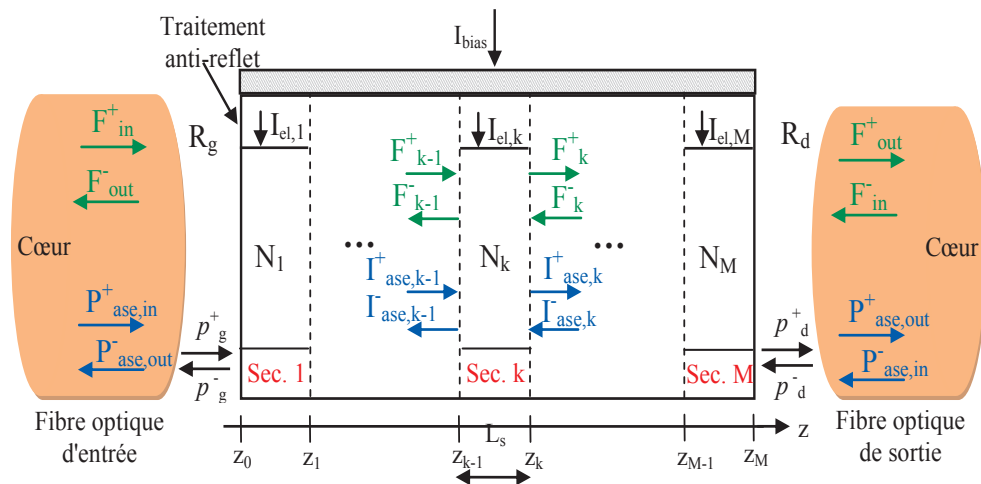 Traitement
anti-reflet
I_bias
F^+_in
R_g
I_el,1
F^+_k-1
I_el,k
F^+_k
I_el,M
R_d
F^+_out
F^-_out
F^-_k-1
F^-_k
F^-_in
Cœur
N_1
...
N_k
...
N_M
Cœur
I^+_ase,k-1
I^+_ase,k
P^+_ase,in
I^-_ase,k-1
I^-_ase,k
P^+_ase,out
P^-_ase,out
p^+_g
p^-_g
Sec. 1
Sec. k
Sec. M
p^+_d
p^-_d
P^-_ase,in
Fibre optique
d'entrée
L_s
z
Fibre optique
de sortie
z_0
z_1
z_k-1
z_k
z_M-1
z_M